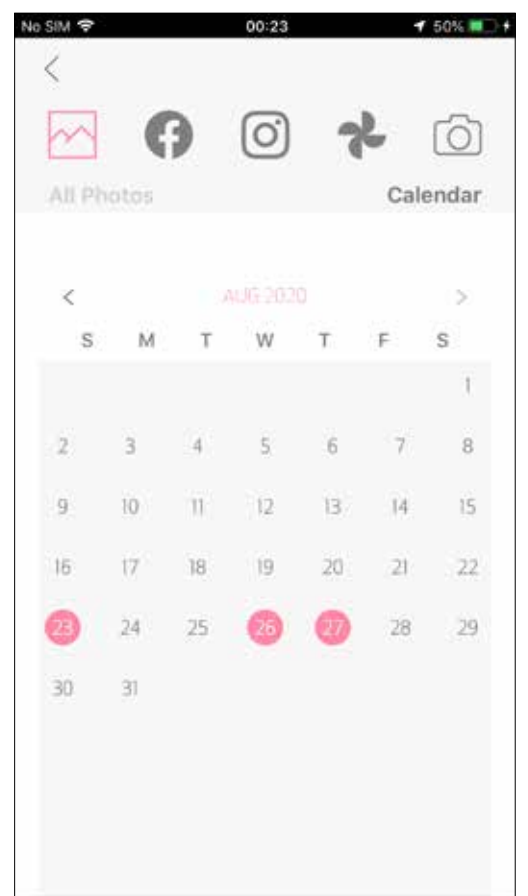 No SIM 00:23 50%
All Photos Calendar
< AUG 2020 >
S M T W T F S
1
2 3 4 5 6 7 8
9 10 11 12 13 14 15
16 17 18 19 20 21 22
23 24 25 26 27 28 29
30 31